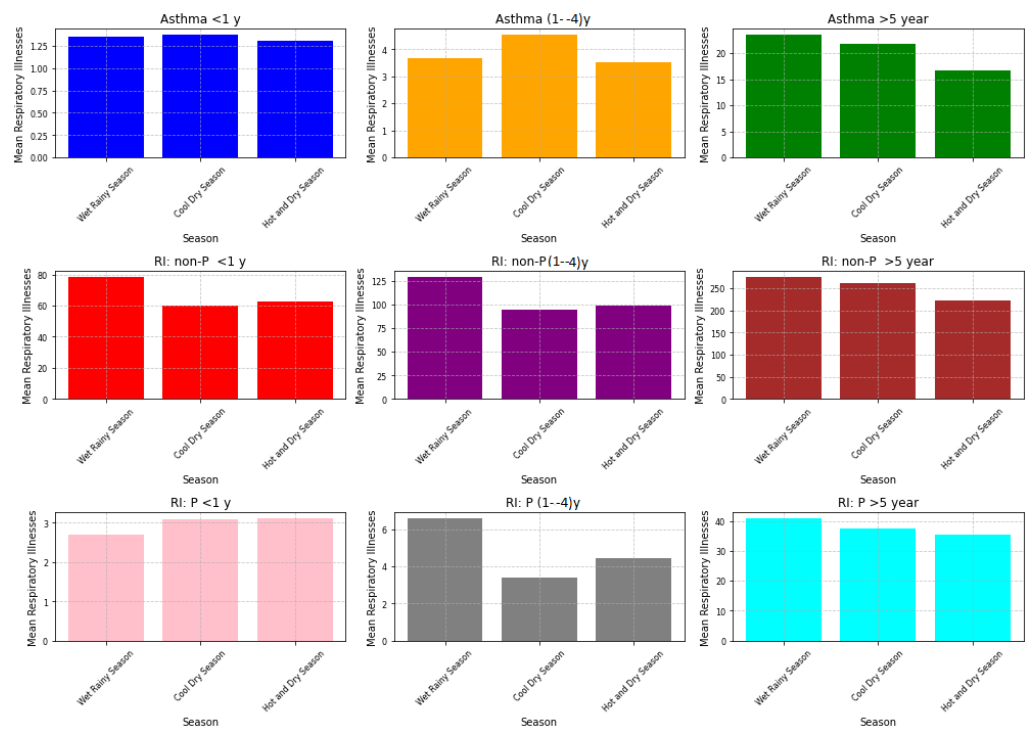 Asthma <1 y
Mean Respiratory Illnesses
1.25
1.00
0.75
0.50
0.25
0.00
Wet Rainy Season
Cool Dry Season
Hot and Dry Season
Season
Asthma (1--4)y
Mean Respiratory Illnesses
4
3
2
1
0
Wet Rainy Season
Cool Dry Season
Hot and Dry Season
Season
Asthma >5 year
Mean Respiratory Illnesses
20
15
10
5
0
Wet Rainy Season
Cool Dry Season
Hot and Dry Season
Season
RI: non-P <1 y
Mean Respiratory Illnesses
80
60
40
20
0
Wet Rainy Season
Cool Dry Season
Hot and Dry Season
Season
RI: non-P(1--4)y
Mean Respiratory Illnesses
125
100
75
50
25
0
Wet Rainy Season
Cool Dry Season
Hot and Dry Season
Season
RI: non-P >5 year
Mean Respiratory Illnesses
250
200
150
100
50
0
Wet Rainy Season
Cool Dry Season
Hot and Dry Season
Season
RI: P <1 y
Mean Respiratory Illnesses
3
2
1
0
Wet Rainy Season
Cool Dry Season
Hot and Dry Season
Season
RI: P (1--4)y
Mean Respiratory Illnesses
6
4
2
0
Wet Rainy Season
Cool Dry Season
Hot and Dry Season
Season
RI: P >5 year
Mean Respiratory Illnesses
40
30
20
10
0
Wet Rainy Season
Cool Dry Season
Hot and Dry Season
Season